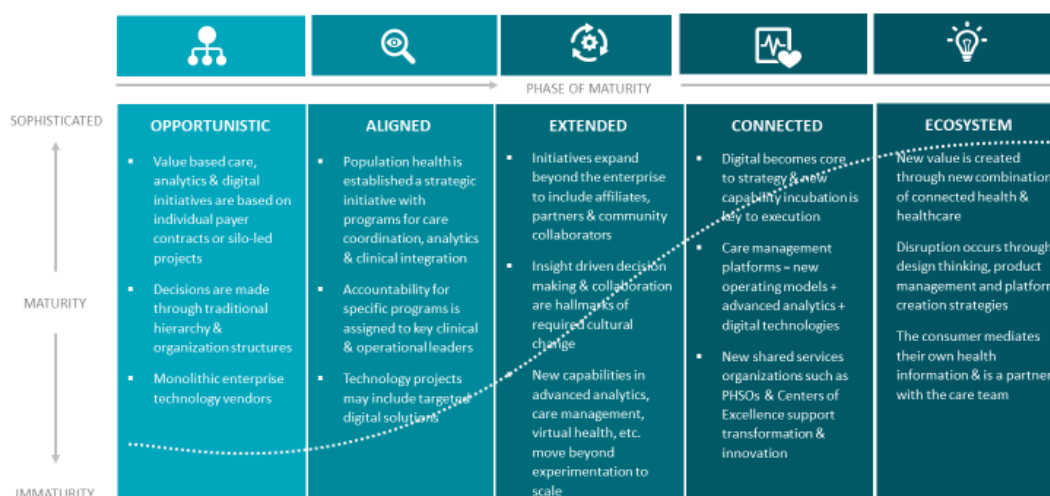 PHASE OF MATURITY
SOPHISTICATED
MATURITY
IMMATURITY
OPPORTUNISTIC
▪ Value based care,
analytics & digital
initiatives are based on
individual payer
contracts or silo-led
projects
▪ Decisions are made
through traditional
hierarchy &
organization structures
▪ Monolithic enterprise
technology vendors
ALIGNED
▪ Population health is
established a strategic
initiative with
programs for care
coordination, analytics
& clinical integration
▪ Accountability for
specific programs is
assigned to key clinical
& operational leaders
▪ Technology projects
may include targeted
digital solutions
EXTENDED
▪ Initiatives expand
beyond the enterprise
to include affiliates,
partners & community
collaborators
▪ Insight driven decision
making & collaboration
are hallmarks of
required cultural
change
▪ New capabilities in
advanced analytics,
care management,
virtual health, etc.
move beyond
experimentation to
scale
CONNECTED
▪ Digital becomes core
to strategy & new
capability incubation is
key to execution
▪ Care management
platforms = new
operating models +
advanced analytics +
digital technologies
▪ New shared services
organizations such as
PHSOs & Centers of
Excellence support
transformation &
innovation
ECOSYSTEM
New value is created
through new combination
of connected health &
healthcare
Disruption occurs through
design thinking, product
management and platform
creation strategies
The consumer mediates
their own health
information & is a partner
with the care team